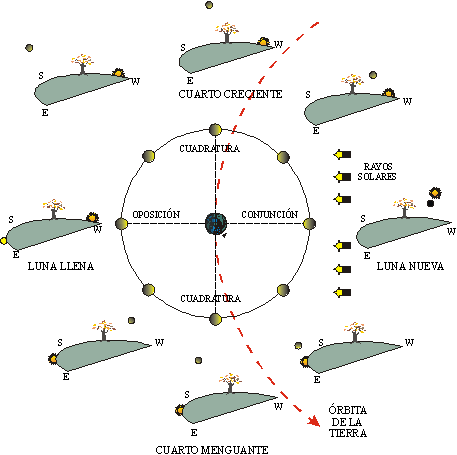 S
W
E
S
W
E
CUARTO CRECIENTE
S
W
E
CUADRATURA
RAYOS
SOLARES
S
W
E
LUNA LLENA
OPOSICIÓN
CONJUNCIÓN
S
W
E
LUNA NUEVA
CUADRATURA
S
W
E
S
W
E
S
W
E
CUARTO MENGUANTE
ÓRBITA
DE LA
TIERRA